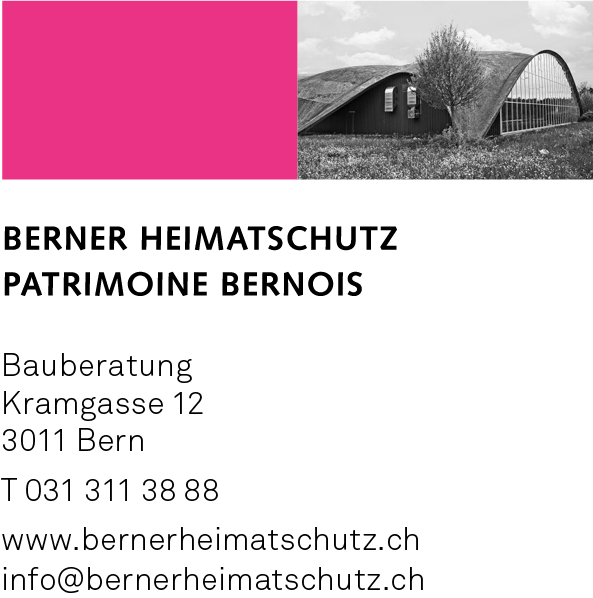 BERNER HEIMATSCHUTZ
PATRIMOINE BERNOIS
Bauberatung
Kramgasse 12
3011 Bern
T 031 311 38 88
www.bernerheimatschutz.ch
info@bernerheimatschutz.ch